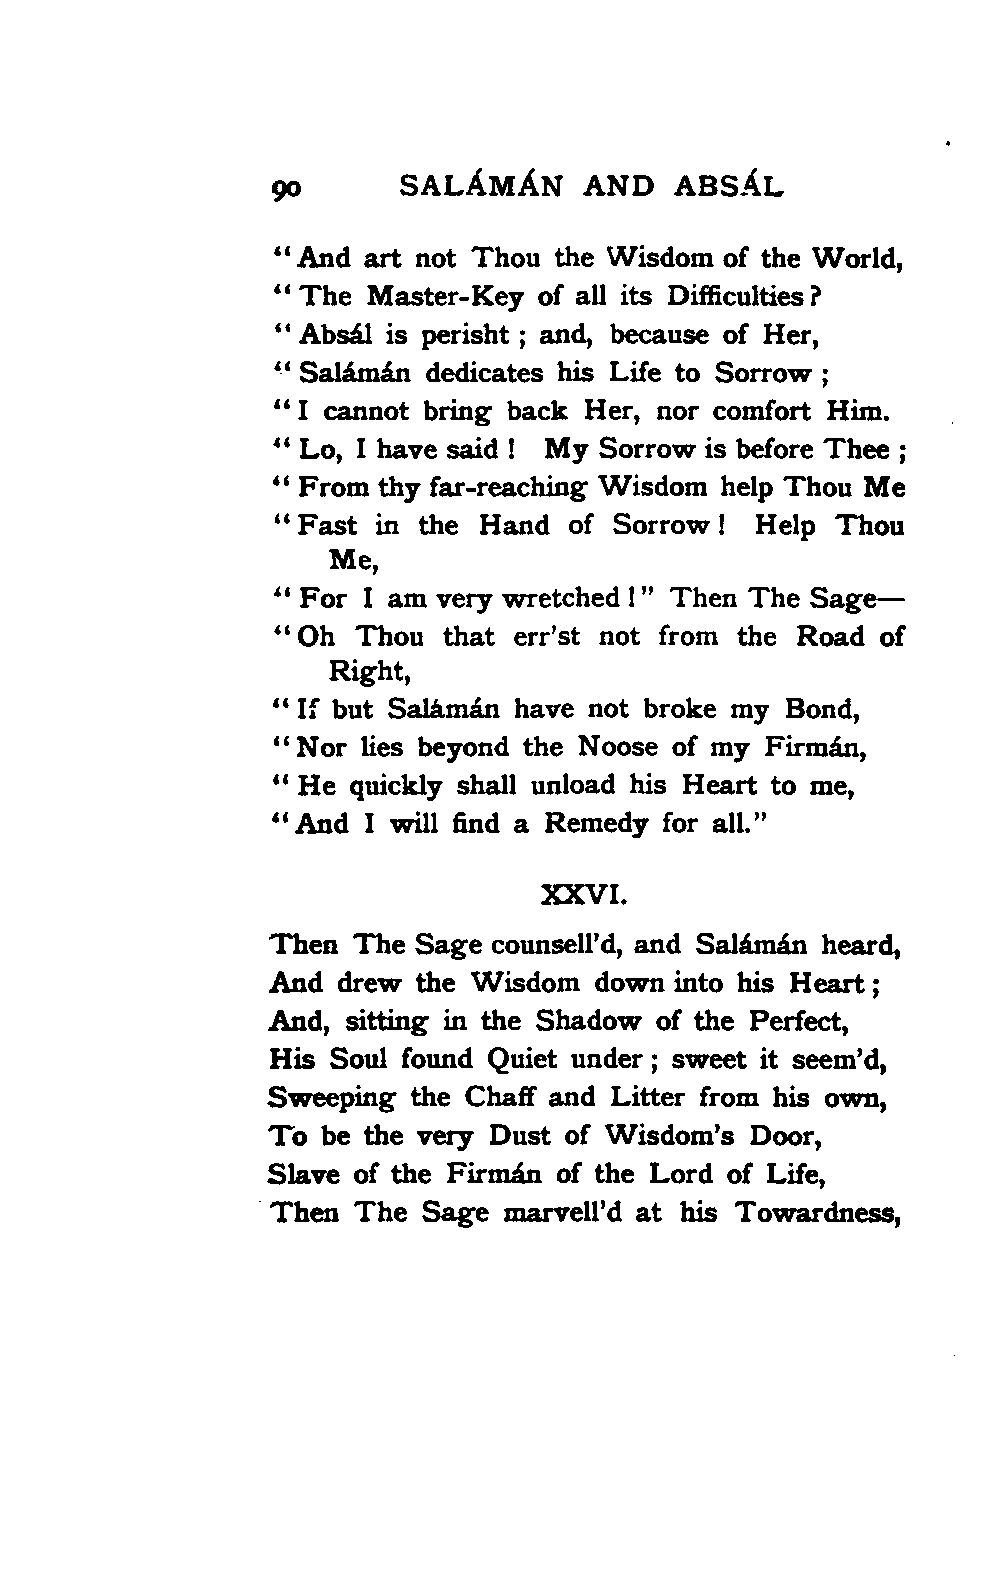 90 SALÁMÁN AND ABSÁL
“And art not Thou the Wisdom of the World,
“The Master-Key of all its Difficulties?
“Absál is perisht; and, because of Her,
“Salámán dedicates his Life to Sorrow;
“I cannot bring back Her, nor comfort Him.
“Lo, I have said! My Sorrow is before Thee;
“From thy far-reaching Wisdom help Thou Me
“Fast in the Hand of Sorrow! Help Thou
Me,
“For I am very wretched!” Then The Sage—
“Oh Thou that err'st not from the Road of
Right,
“If but Salámán have not broke my Bond,
“Nor lies beyond the Noose of my Firmán,
“He quickly shall unload his Heart to me,
“And I will find a Remedy for all.”
XXVI.
Then The Sage counsell'd, and Salámán heard,
And drew the Wisdom down into his Heart;
And, sitting in the Shadow of the Perfect,
His Soul found Quiet under; sweet it seem'd,
Sweeping the Chaff and Litter from his own,
To be the very Dust of Wisdom's Door,
Slave of the Firmán of the Lord of Life,
Then The Sage marvell'd at his Towardness,